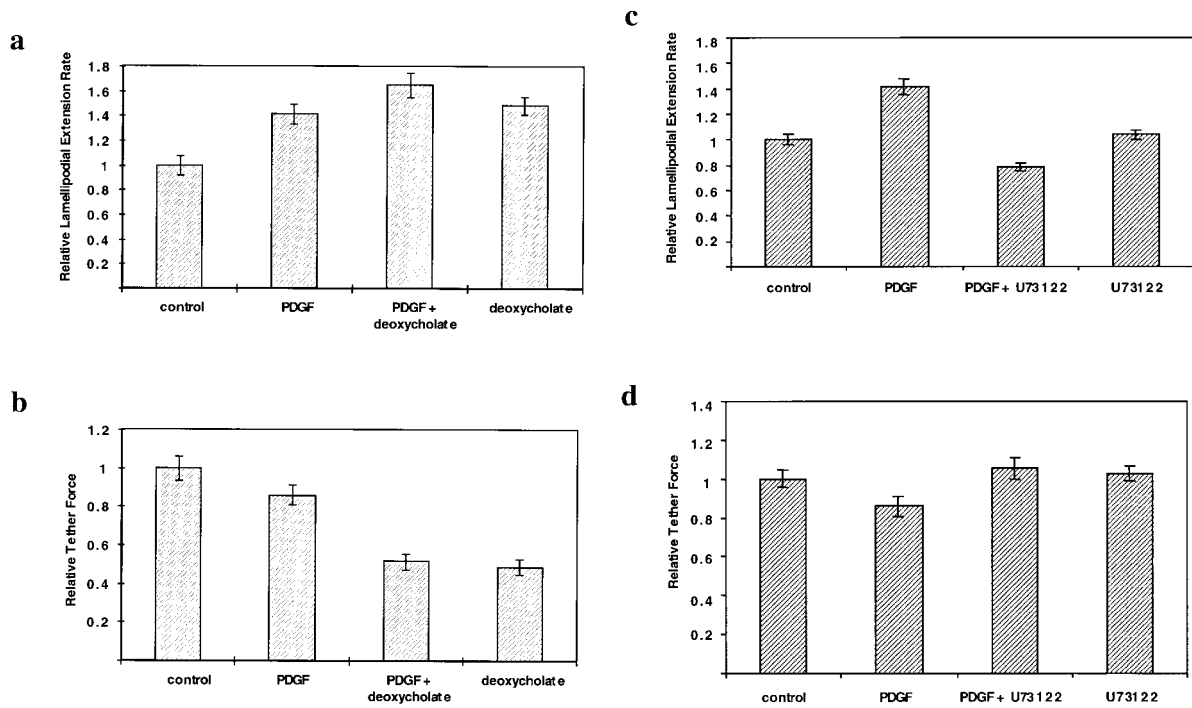 a
Relative Lamellipodial Extension Rate
1.8
1.6
1.4
1.2
1
0.8
0.6
0.4
0.2
control
PDGF
PDGF +
deoxycholate
deoxycholate
b
Relative Tether Force
1.2
1
0.8
0.6
0.4
0.2
control
PDGF
PDGF +
deoxycholate
deoxycholate
c
Relative Lamellipodial Extension Rate
1.8
1.6
1.4
1.2
1
0.8
0.6
0.4
0.2
control
PDGF
PDGF + U73122
U73122
d
Relative Tether Force
1.4
1.2
1
0.8
0.6
0.4
0.2
control
PDGF
PDGF + U73122
U73122